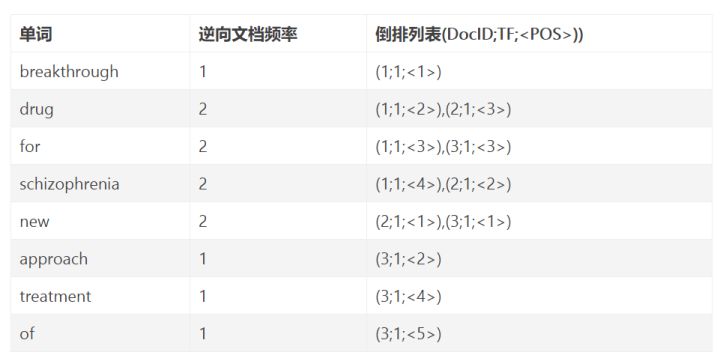 单词 逆向文档频率 倒排列表(DocID;TF;<POS>))
breakthrough 1 (1;1;<1>)
drug 2 (1;1;<2>),(2;1;<3>)
for 2 (1;1;<3>),(3;1;<3>)
schizophrenia 2 (1;1;<4>),(2;1;<2>)
new 2 (2;1;<1>),(3;1;<1>)
approach 1 (3;1;<2>)
treatment 1 (3;1;<4>)
of 1 (3;1;<5>)